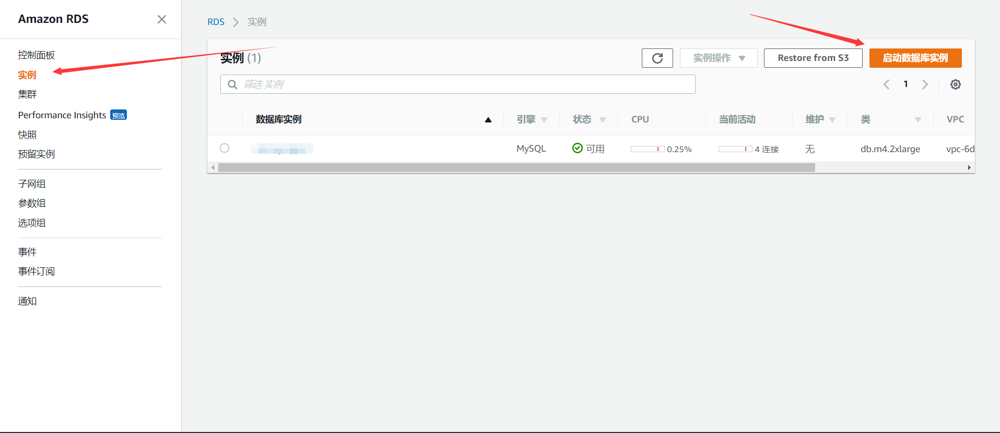 Amazon RDS
控制面板
实例
集群
Performance Insights 预览
快照
预留实例
子网组
参数组
选项组
事件
事件订阅
通知
RDS 实例
实例 (1)
实例操作 Restore from S3 启动数据库实例
筛选 实例
1
数据库实例 引擎 状态 CPU 当前活动 维护 类 VPC
MySQL 可用 0.25% 4 连接 无 db.m4.2xlarge vpc-6d